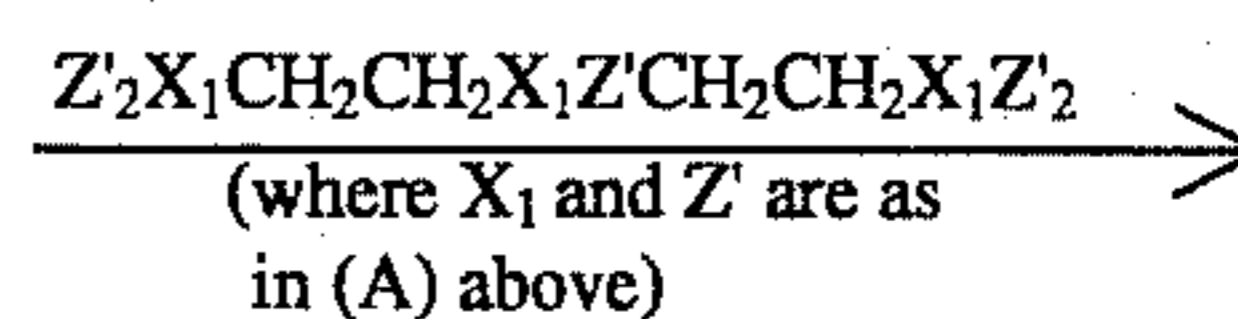 Z'₂X₁CH₂CH₂X₁Z'CH₂CH₂X₁Z'₂
(where X₁ and Z' are as
in (A) above)